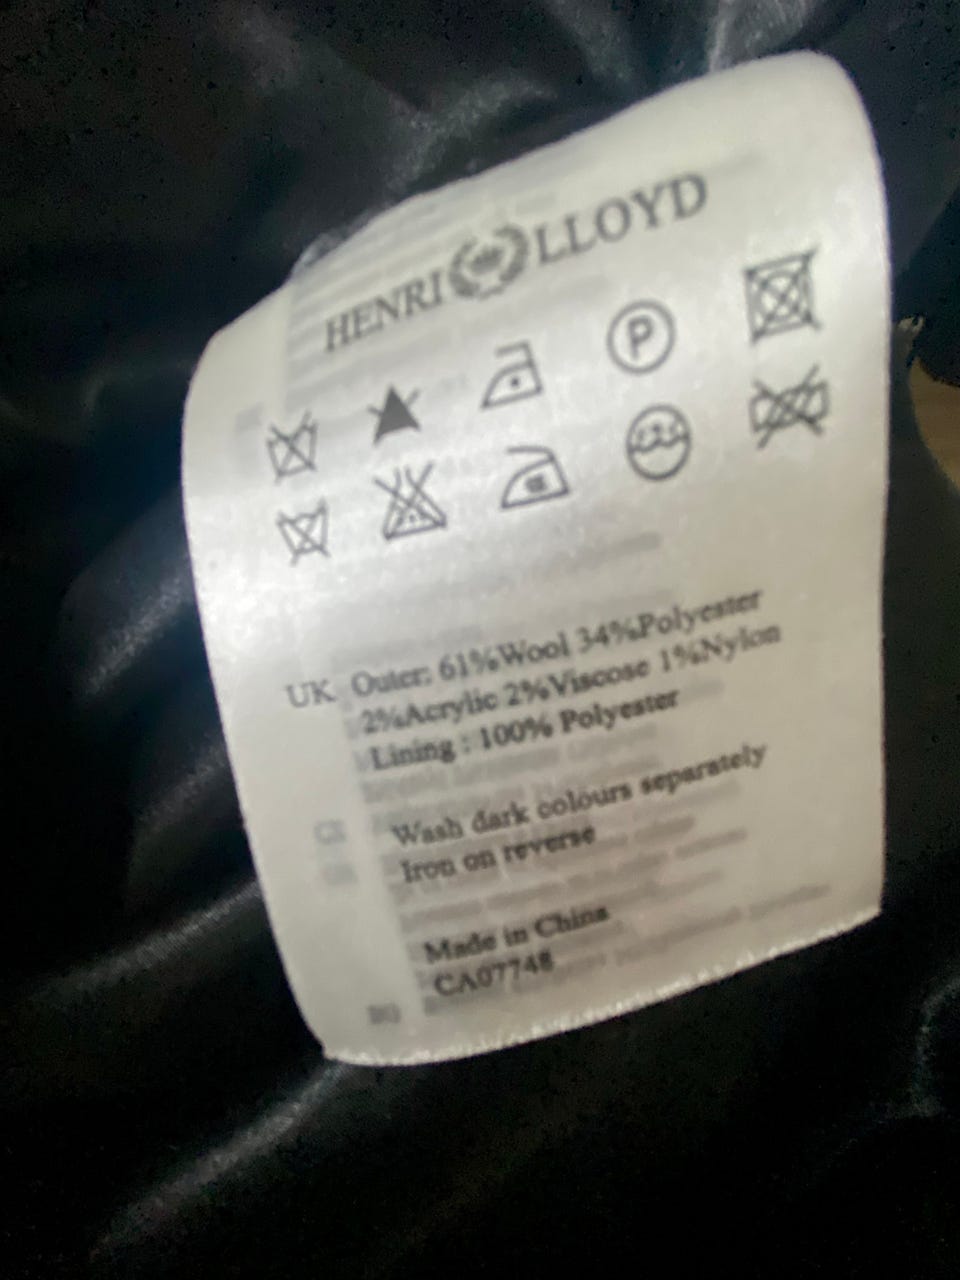 HENRI LLOYD
P
UK Outer: 61%Wool 34%Polyester
2%Acrylic 2%Viscose 1%Nylon
Lining : 100% Polyester
Wash dark colours separately
Iron on reverse
Made in China
CA07748